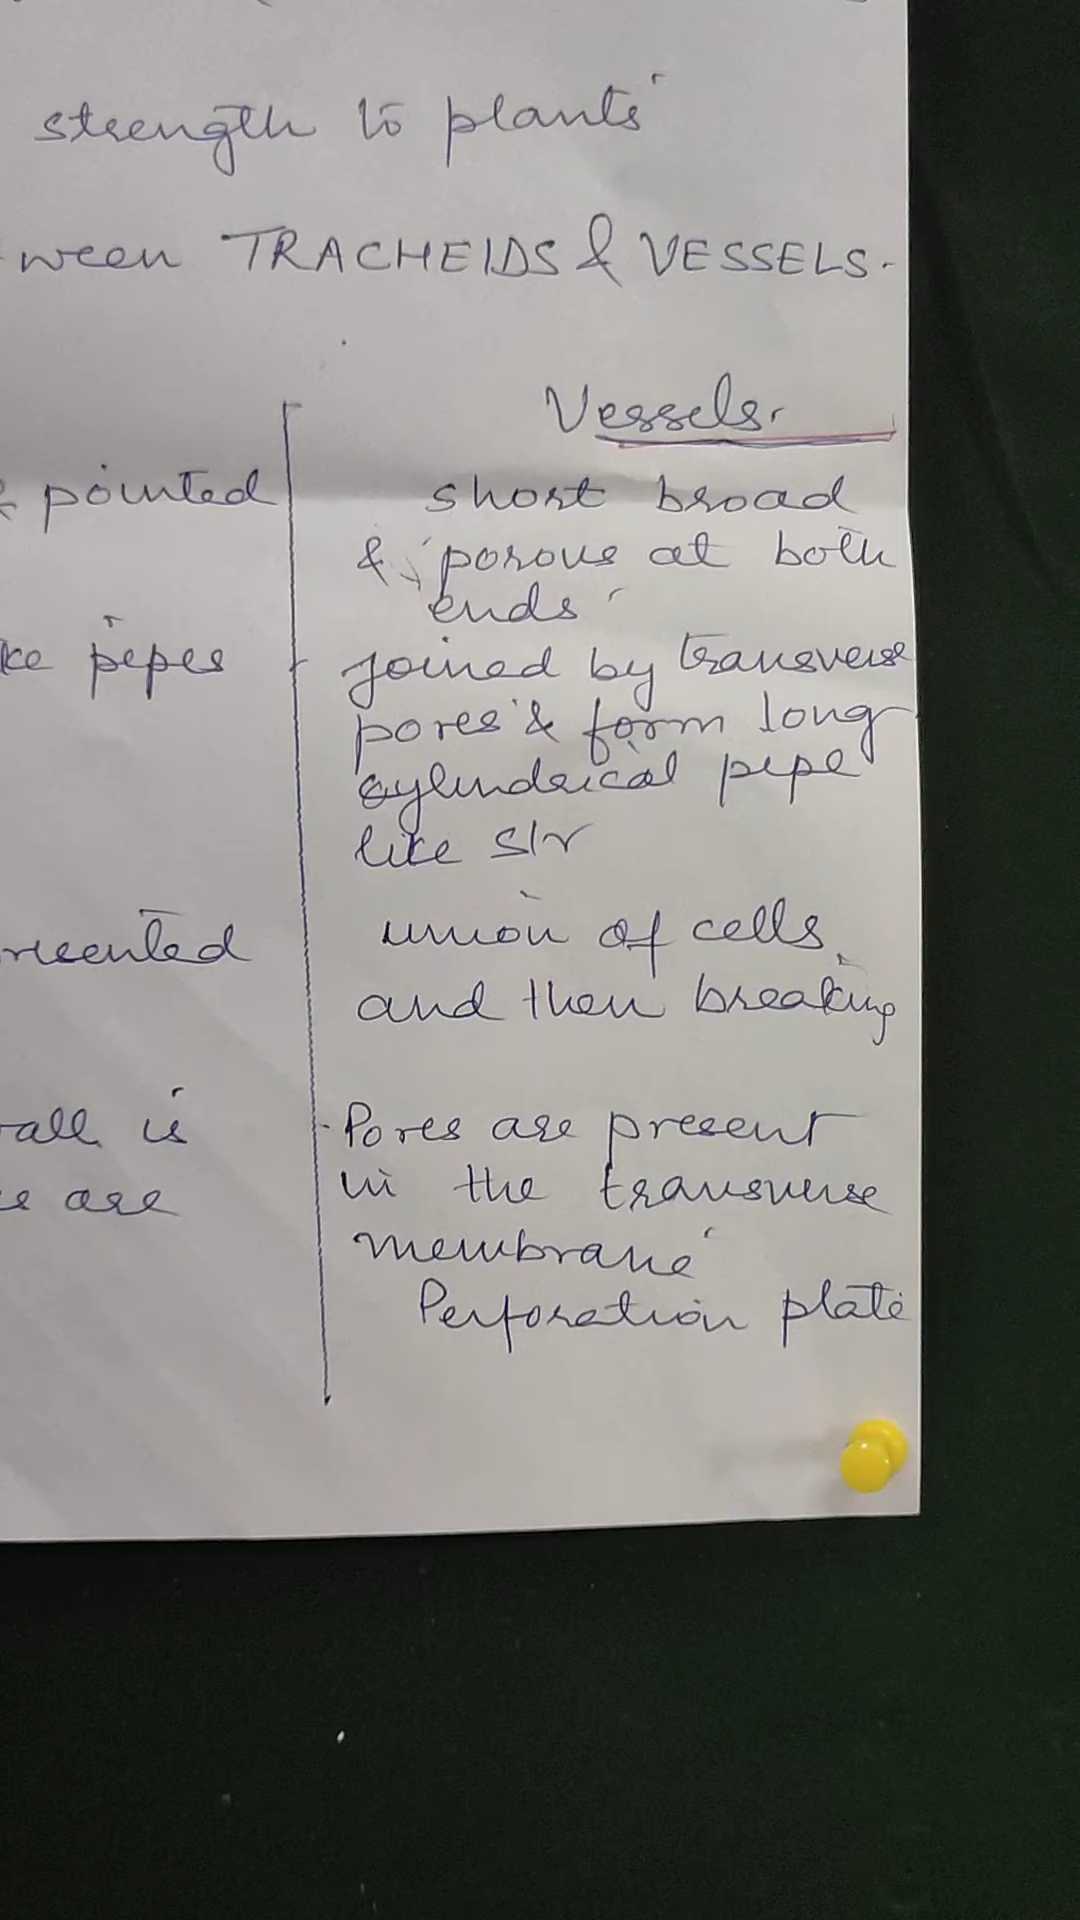 strength to plants
ween TRACHEIDS & VESSELS.
Vessels.
& pointed
short broad
& porous at both
ends
ke pipes
joined by transverse
pores & form long
cylindrical pipe
like s/r
riented
union of cells
and then breaking
all is
Pores are present
are
in the transverse
membrane
Perforation plate